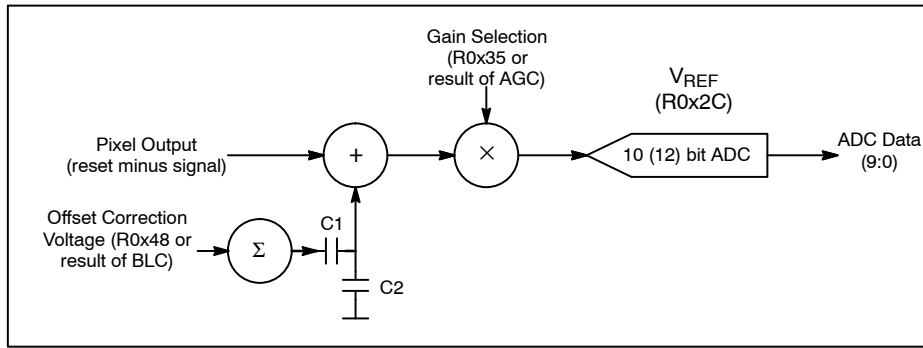 Gain Selection
(R0x35 or
result of AGC)
VREF
(R0x2C)
Pixel Output
(reset minus signal)
+
×
10 (12) bit ADC
ADC Data
(9:0)
Offset Correction
Voltage (R0x48 or
result of BLC)
Σ
C1
C2